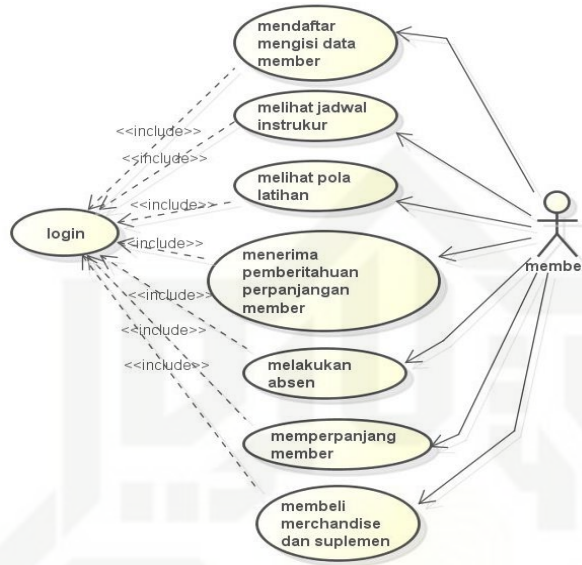 mendaftar
mengisi data
member
melihat jadwal
instrukur
<<include>>
<<include>>
melihat pola
latihan
<<include>>
login
<<include>>
menerima
pemberitahuan
perpanjangan
member
member
<<include>>
<<include>>
melakukan
absen
<<include>>
memperpanjang
member
membeli
merchandise
dan suplemen